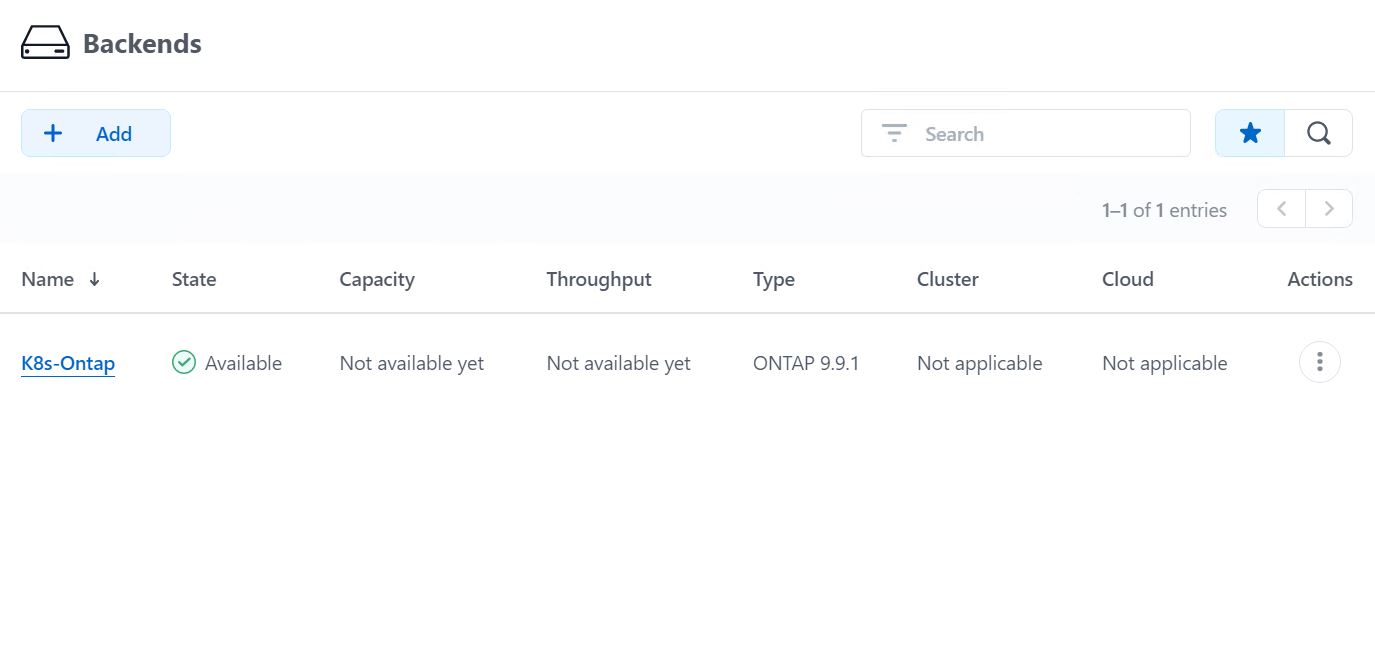 Backends
Add
Search
1–1 of 1 entries
Name State Capacity Throughput Type Cluster Cloud Actions
K8s-Ontap Available Not available yet Not available yet ONTAP 9.9.1 Not applicable Not applicable